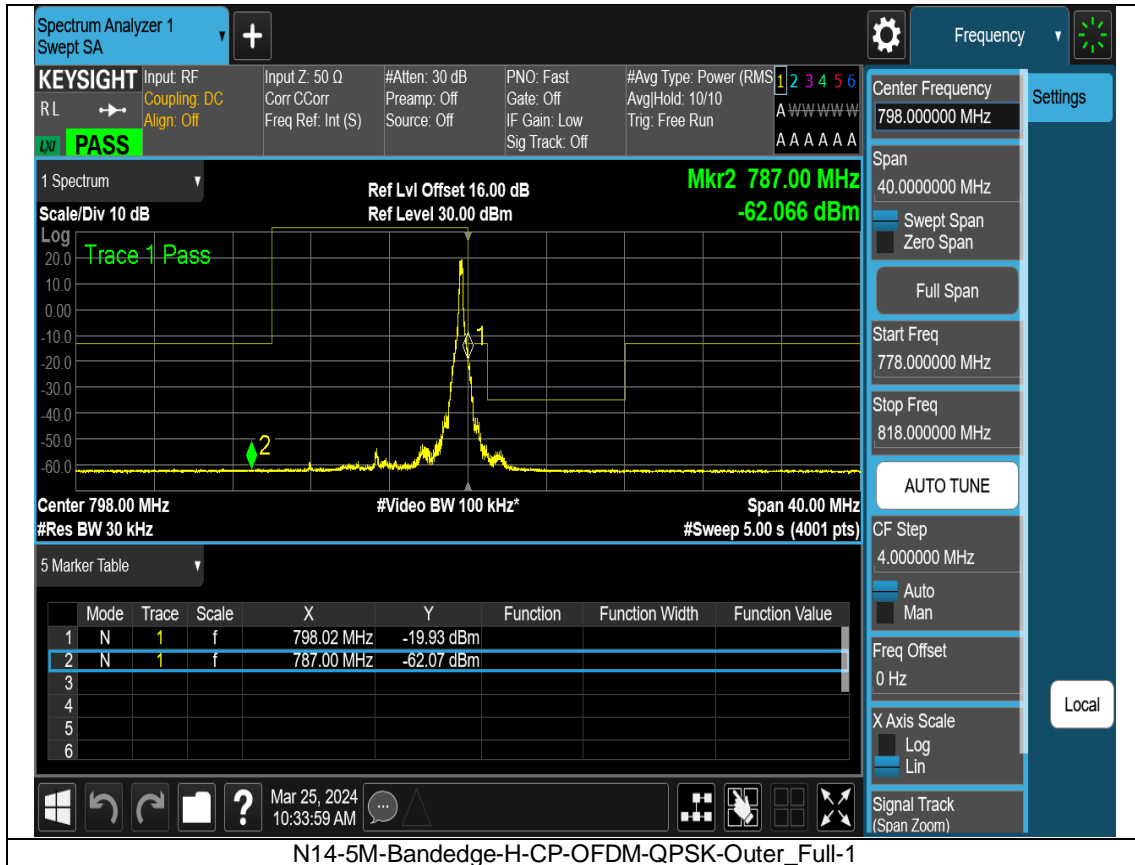 Spectrum Analyzer 1
Swept SA
Frequency
KEYSIGHT
RL
LXI PASS
Input: RF
Coupling: DC
Align: Off
Input Z: 50 Ω
Corr CCorr
Freq Ref: Int (S)
#Atten: 30 dB
Preamp: Off
Source: Off
PNO: Fast
Gate: Off
IF Gain: Low
Sig Track: Off
#Avg Type: Power (RMS
Avg|Hold: 10/10
Trig: Free Run
1 2 3 4 5 6
A W W W W W
A A A A A A
1 Spectrum
Scale/Div 10 dB
Ref Lvl Offset 16.00 dB
Ref Level 30.00 dBm
Mkr2 787.00 MHz
-62.066 dBm
Log
Trace 1 Pass
20.0
10.0
0.00
-10.0
-20.0
-30.0
-40.0
-50.0
-60.0
1
2
Center 798.00 MHz
#Res BW 30 kHz
#Video BW 100 kHz*
Span 40.00 MHz
#Sweep 5.00 s (4001 pts)
5 Marker Table
Mode Trace Scale X Y Function Function Width Function Value
1 N 1 f 798.02 MHz -19.93 dBm
2 N 1 f 787.00 MHz -62.07 dBm
3
4
5
6
Mar 25, 2024
10:33:59 AM
Center Frequency
798.000000 MHz
Span
40.0000000 MHz
Swept Span
Zero Span
Full Span
Start Freq
778.000000 MHz
Stop Freq
818.000000 MHz
AUTO TUNE
CF Step
4.000000 MHz
Auto
Man
Freq Offset
0 Hz
X Axis Scale
Log
Lin
Signal Track
(Span Zoom)
Settings
Local
N14-5M-Bandedge-H-CP-OFDM-QPSK-Outer_Full-1